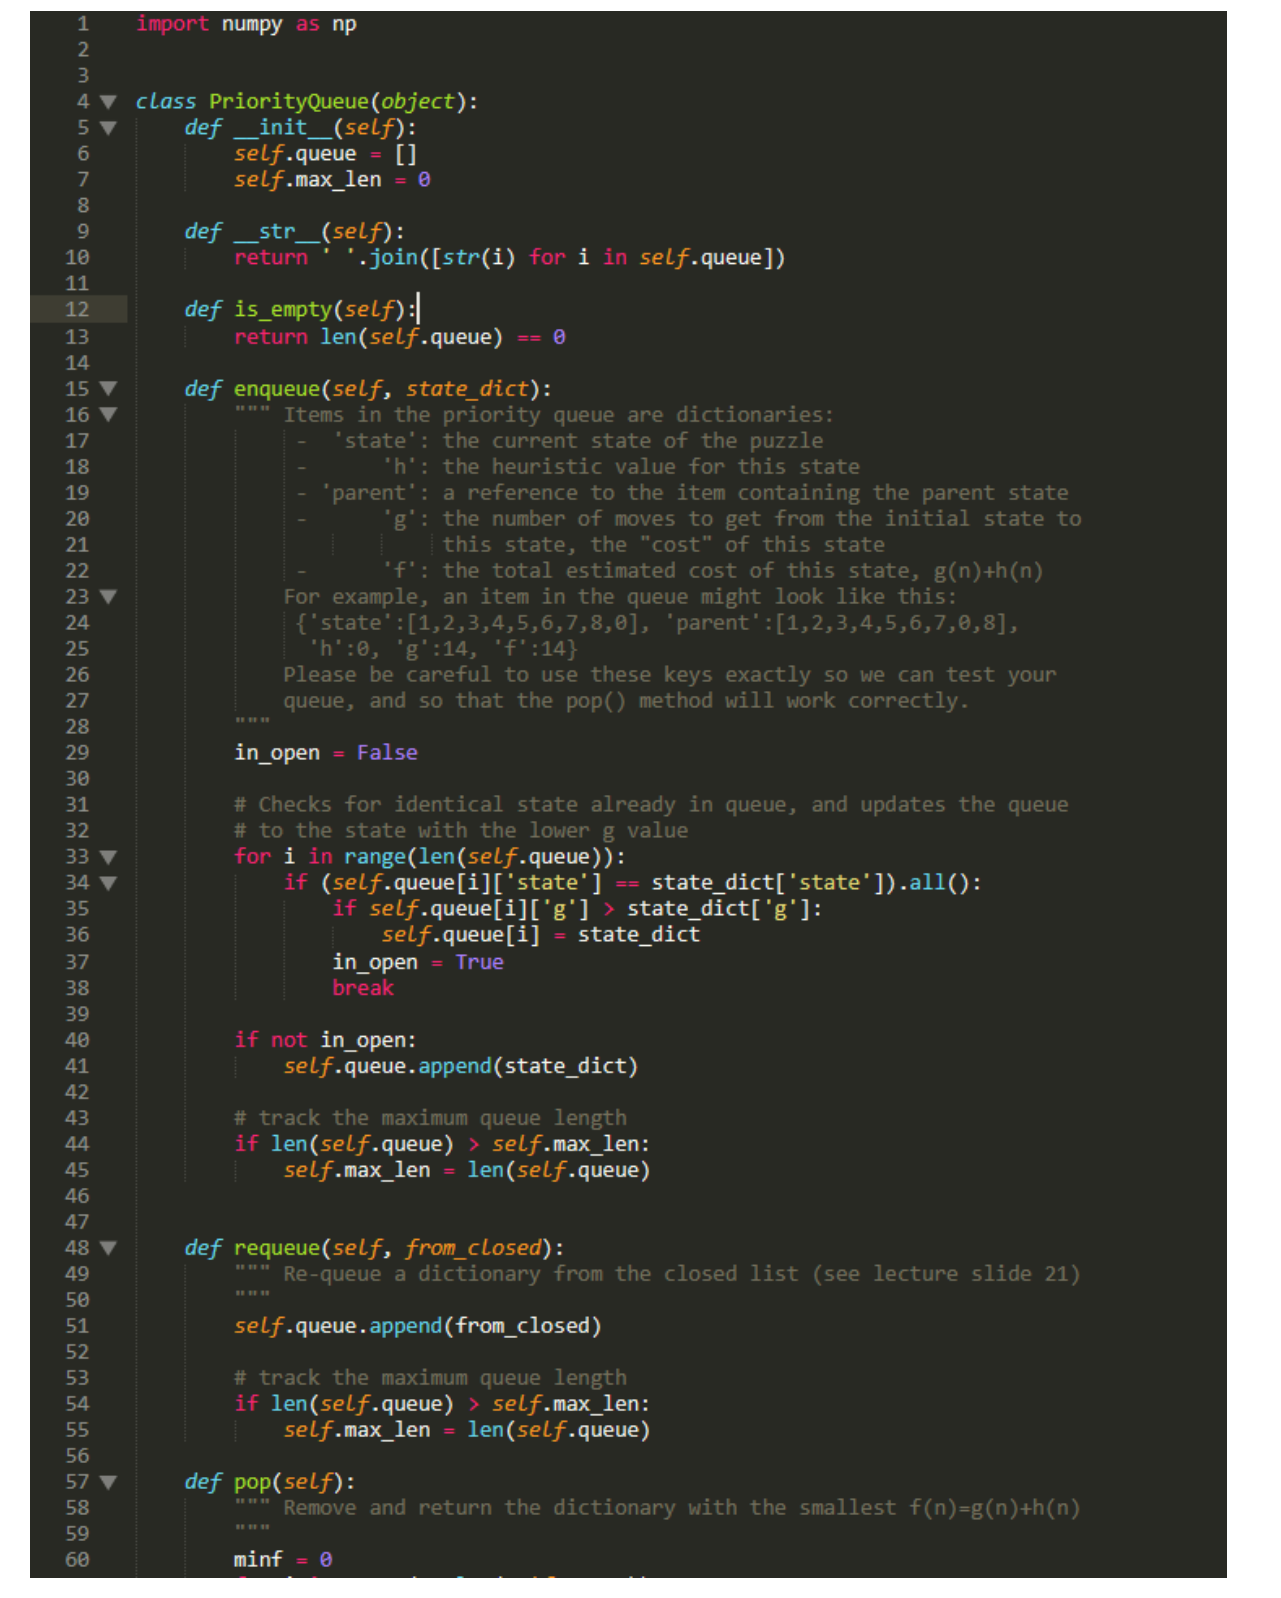 1 import numpy as np
2
3
4 class PriorityQueue(object):
5 def __init__(self):
6 self.queue = []
7 self.max_len = 0
8
9 def __str__(self):
10 return ' '.join([str(i) for i in self.queue])
11
12 def is_empty(self):
13 return len(self.queue) == 0
14
15 def enqueue(self, state_dict):
16 """ Items in the priority queue are dictionaries:
17 - 'state': the current state of the puzzle
18 - 'h': the heuristic value for this state
19 - 'parent': a reference to the item containing the parent state
20 - 'g': the number of moves to get from the initial state to
21 this state, the "cost" of this state
22 - 'f': the total estimated cost of this state, g(n)+h(n)
23 For example, an item in the queue might look like this:
24 {'state':[1,2,3,4,5,6,7,8,0], 'parent':[1,2,3,4,5,6,7,0,8],
25 'h':0, 'g':14, 'f':14}
26 Please be careful to use these keys exactly so we can test your
27 queue, and so that the pop() method will work correctly.
28 """
29 in_open = False
30
31 # Checks for identical state already in queue, and updates the queue
32 # to the state with the lower g value
33 for i in range(len(self.queue)):
34 if (self.queue[i]['state'] == state_dict['state']).all():
35 if self.queue[i]['g'] > state_dict['g']:
36 self.queue[i] = state_dict
37 in_open = True
38 break
39
40 if not in_open:
41 self.queue.append(state_dict)
42
43 # track the maximum queue length
44 if len(self.queue) > self.max_len:
45 self.max_len = len(self.queue)
46
47
48 def requeue(self, from_closed):
49 """ Re-queue a dictionary from the closed list (see lecture slide 21)
50 """
51 self.queue.append(from_closed)
52
53 # track the maximum queue length
54 if len(self.queue) > self.max_len:
55 self.max_len = len(self.queue)
56
57 def pop(self):
58 """ Remove and return the dictionary with the smallest f(n)=g(n)+h(n)
59 """
60 minf = 0